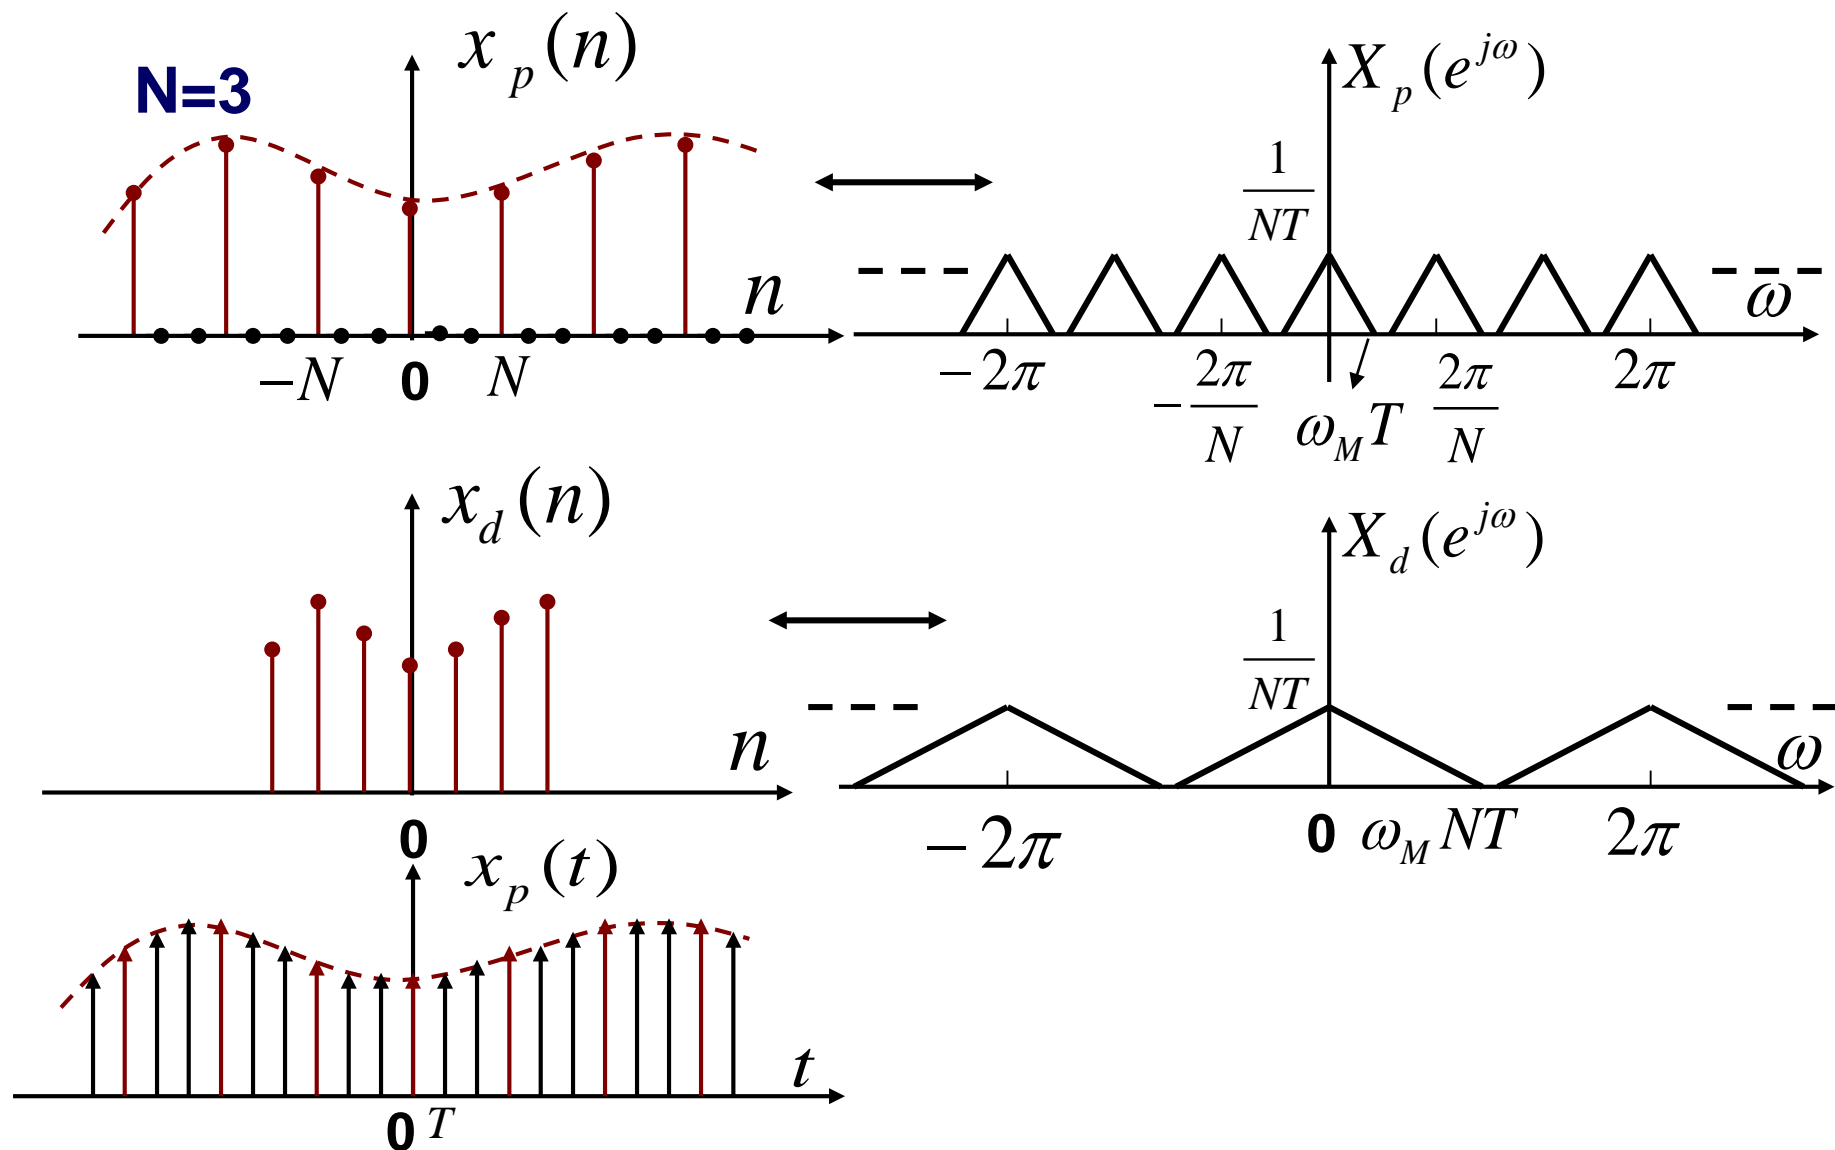 N=3
x_p(n)
n
−N 0 N
X_p(e^{jω})
1/NT
ω
−2π −2π/N ω_M T 2π/N 2π
x_d(n)
n
0
X_d(e^{jω})
1/NT
ω
−2π 0 ω_M NT 2π
x_p(t)
t
0 T